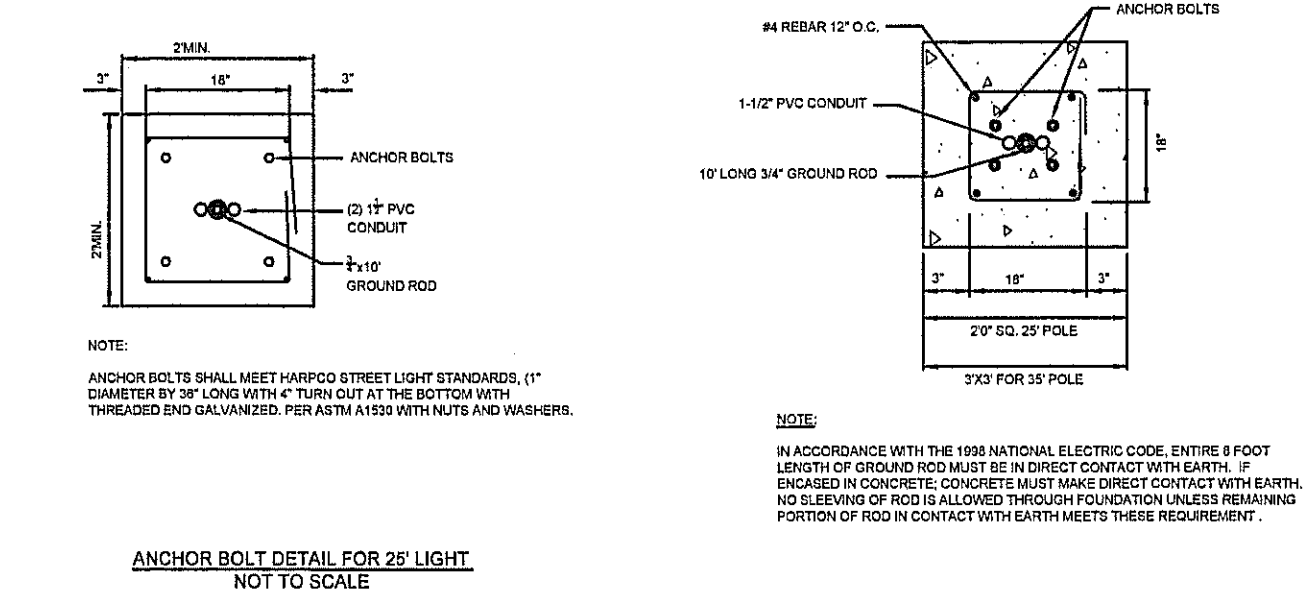 2'MIN.
3"
18"
3"
ANCHOR BOLTS
(2) 1½" PVC
CONDUIT
2'MIN.
¾"x10'
GROUND ROD
NOTE:
ANCHOR BOLTS SHALL MEET HARPCO STREET LIGHT STANDARDS, (1"
DIAMETER BY 36" LONG WITH 4" TURN OUT AT THE BOTTOM WITH
THREADED END GALVANIZED. PER ASTM A1530 WITH NUTS AND WASHERS.
ANCHOR BOLT DETAIL FOR 25' LIGHT
NOT TO SCALE
ANCHOR BOLTS
#4 REBAR 12" O.C.
1-1/2" PVC CONDUIT
18"
10' LONG 3/4" GROUND ROD
3"
18"
3"
2'0" SQ. 25' POLE
3'X3' FOR 35' POLE
NOTE:
IN ACCORDANCE WITH THE 1998 NATIONAL ELECTRIC CODE, ENTIRE 8 FOOT
LENGTH OF GROUND ROD MUST BE IN DIRECT CONTACT WITH EARTH. IF
ENCASED IN CONCRETE; CONCRETE MUST MAKE DIRECT CONTACT WITH EARTH.
NO SLEEVING OF ROD IS ALLOWED THROUGH FOUNDATION UNLESS REMAINING
PORTION OF ROD IN CONTACT WITH EARTH MEETS THESE REQUIREMENT .